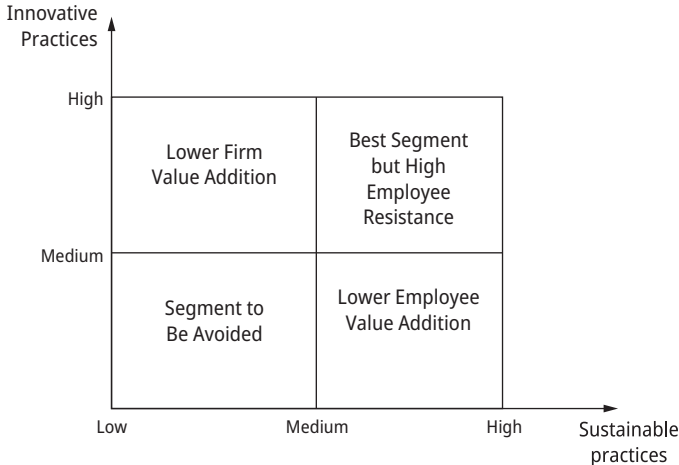 Innovative
Practices
High
Lower Firm
Value Addition
Best Segment
but High
Employee
Resistance
Medium
Segment to
Be Avoided
Lower Employee
Value Addition
Low
Medium
High
Sustainable
practices